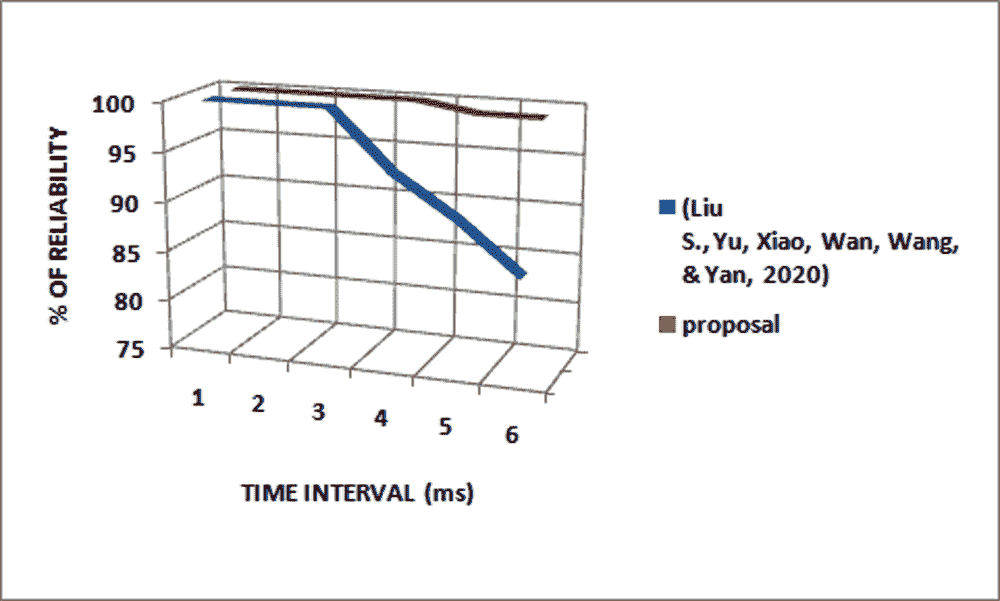 100
95
90
85
80
75
% OF RELIABILITY
1
2
3
4
5
6
TIME INTERVAL (ms)
(Liu
S.,Yu, Xiao, Wan, Wang,
& Yan, 2020)
proposal